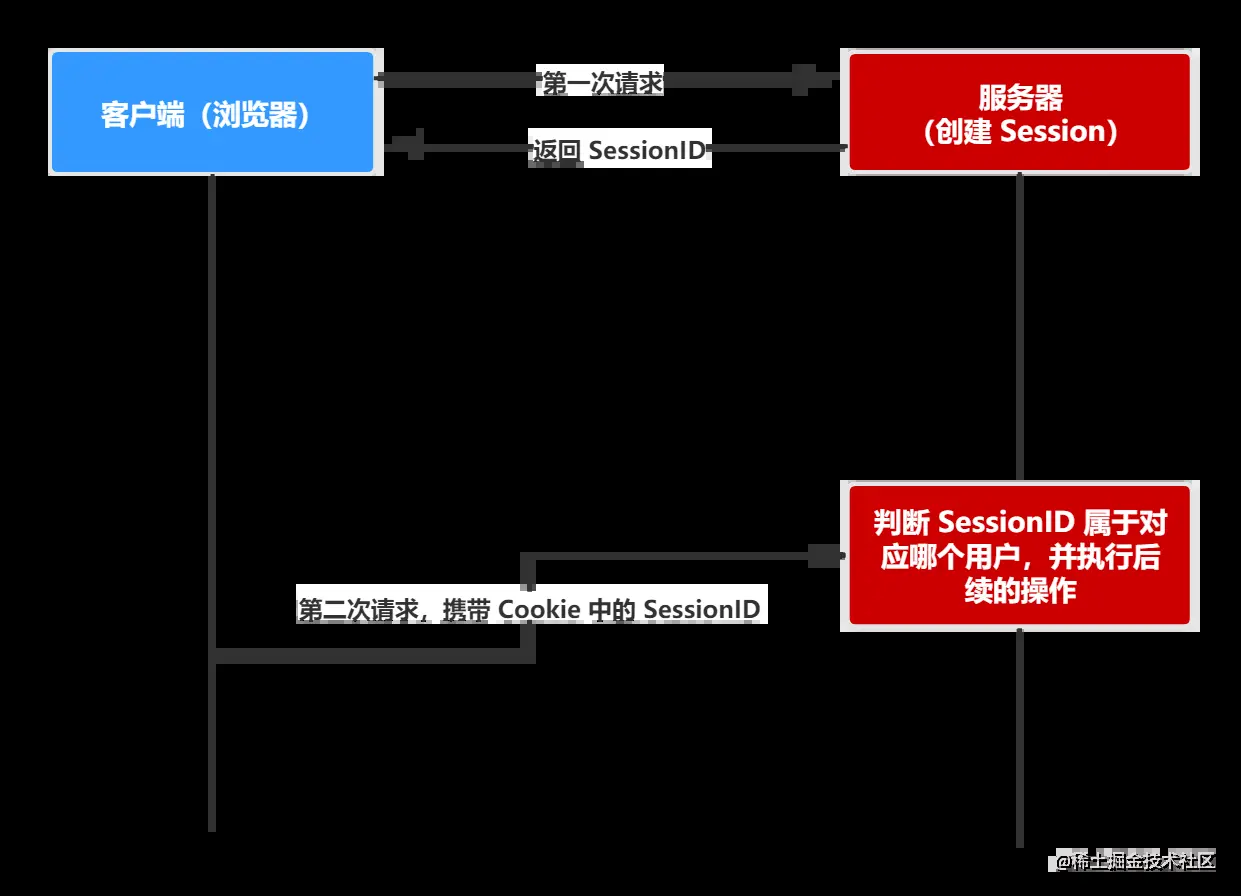 客户端（浏览器）
第一次请求
服务器
（创建 Session）
返回 SessionID
判断 SessionID 属于对
应哪个用户，并执行后
续的操作
第二次请求，携带 Cookie 中的 SessionID
@稀土掘金技术社区